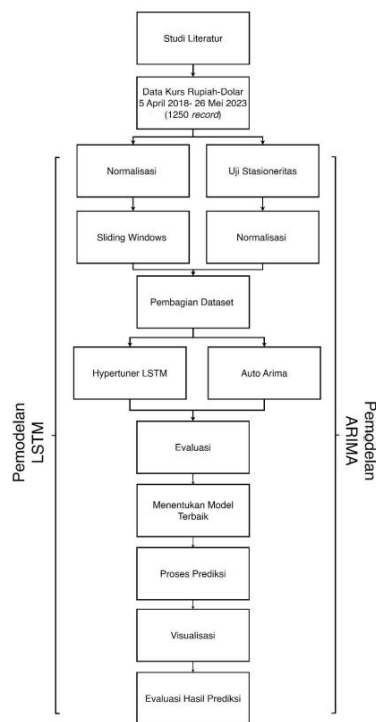 Studi Literatur
Data Kurs Rupiah-Dolar
5 April 2018- 26 Mei 2023
(1250 record)
Normalisasi
Uji Stasioneritas
Sliding Windows
Normalisasi
Pembagian Dataset
Hypertuner LSTM
Auto Arima
Pemodelan
LSTM
Pemodelan
ARIMA
Evaluasi
Menentukan Model
Terbaik
Proses Prediksi
Visualisasi
Evaluasi Hasil Prediksi